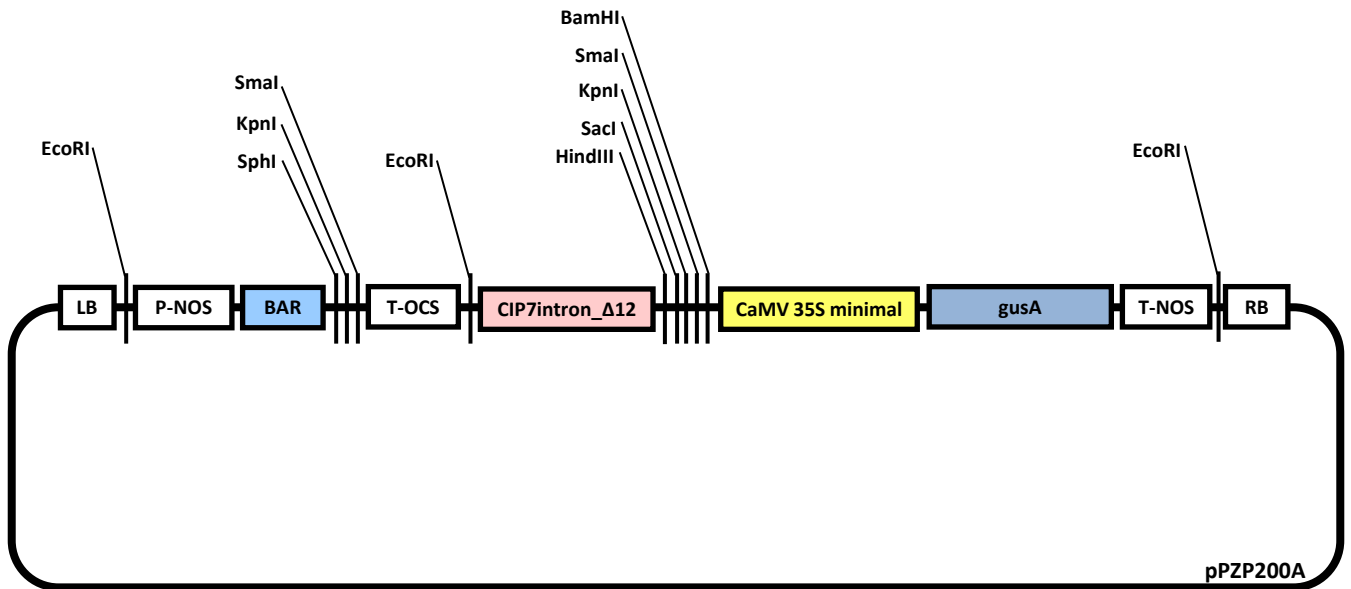 BamHI
SmaI
SmaI
KpnI
KpnI
SacI
EcoRI
SphI
EcoRI
HindIII
EcoRI
LB
P-NOS
BAR
T-OCS
CIP7intron_Δ12
CaMV 35S minimal
gusA
T-NOS
RB
pPZP200A